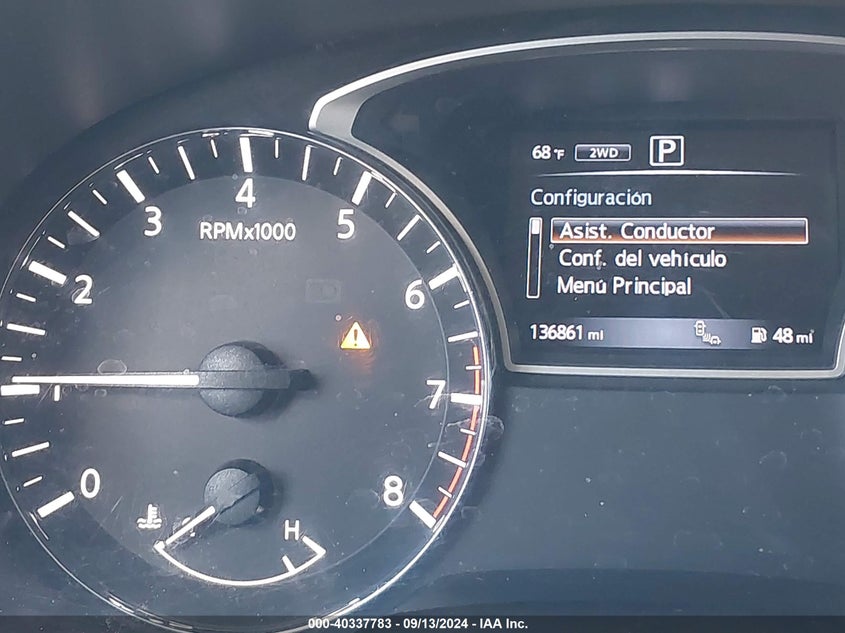 68°F 2WD P
Configuración
Asist. Conductor
Conf. del vehículo
Menú Principal
136861 mi 48 mi
0
2
3
4
5
6
7
8
RPMx1000
H
000-40337783 - 09/13/2024 - IAA Inc.